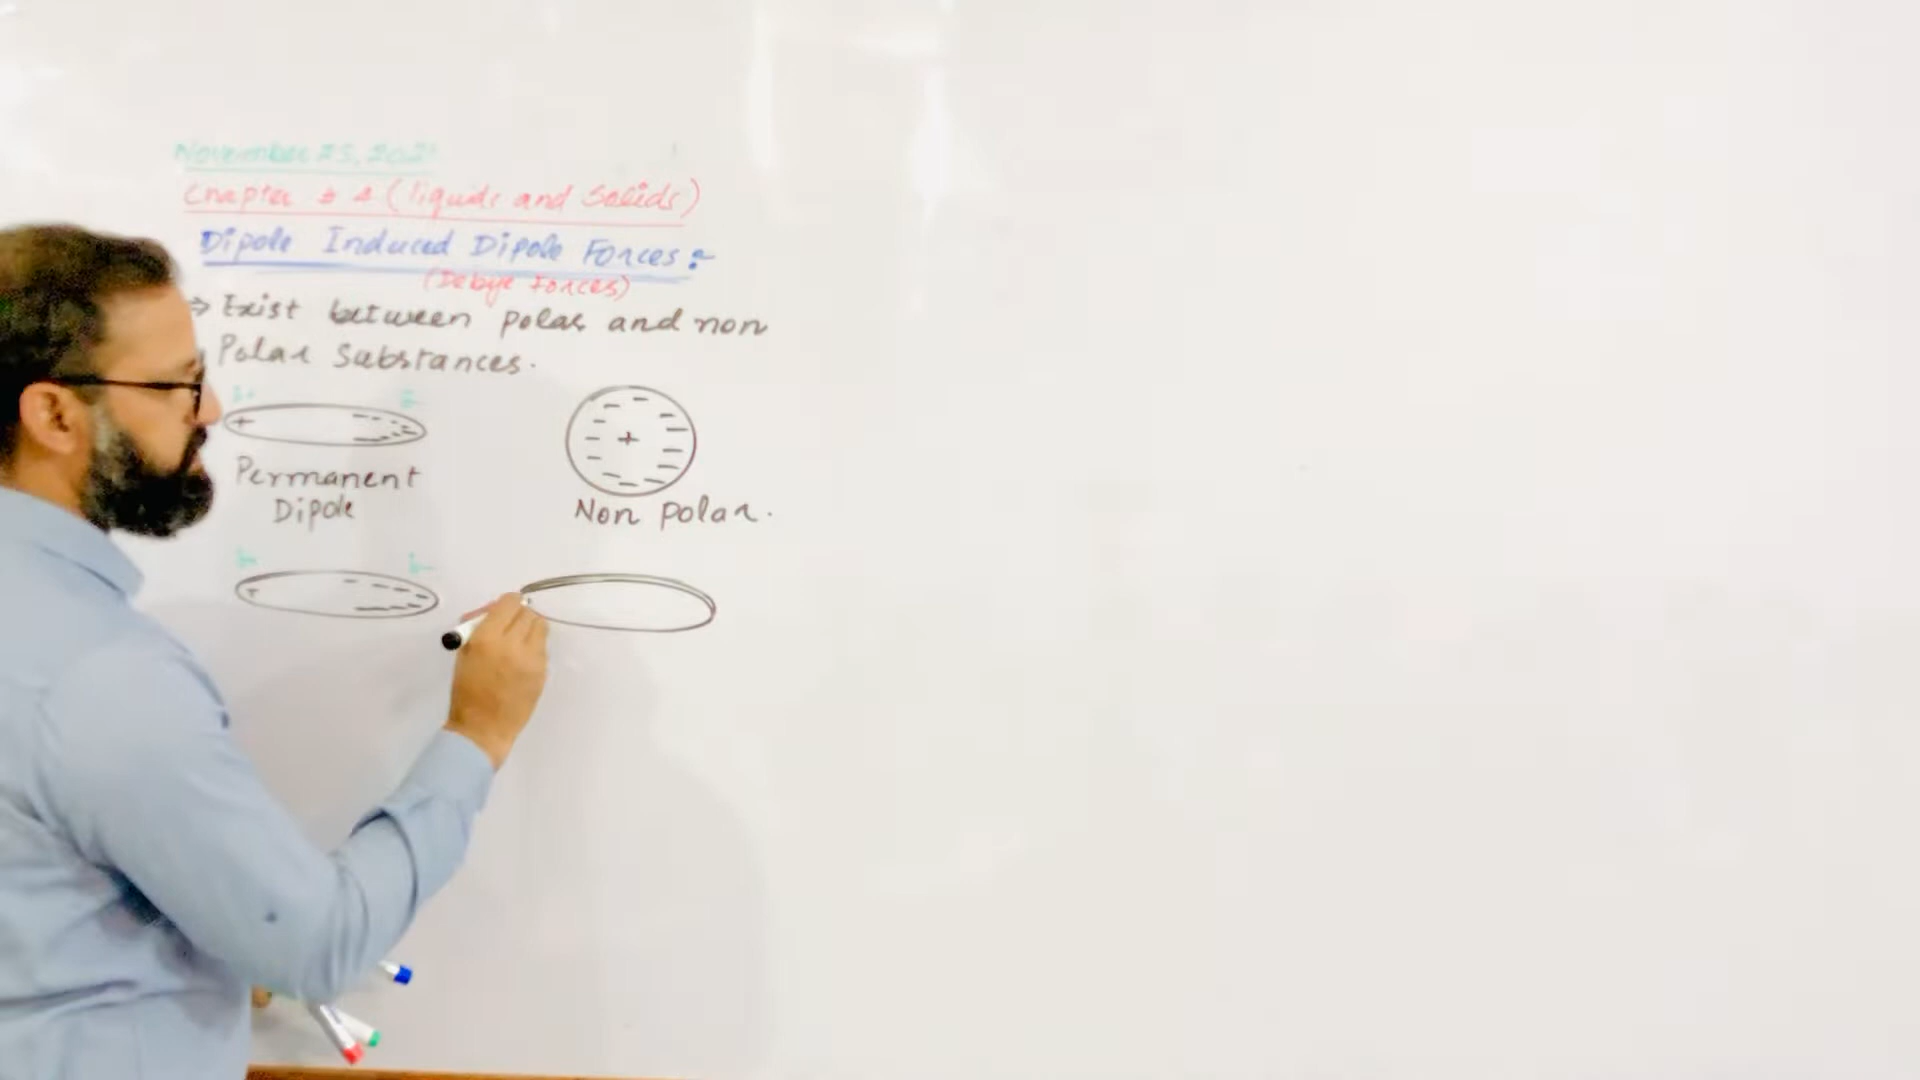 November 25, 2021
Chapter # 4 (liquids and Solids)
Dipole Induced Dipole Forces:-
(Debye Forces)
⇒ Exist between polar and non
Polar Substances.
δ+ δ-
+
+
Permanent
Dipole
Non Polar.
δ+ δ-
+